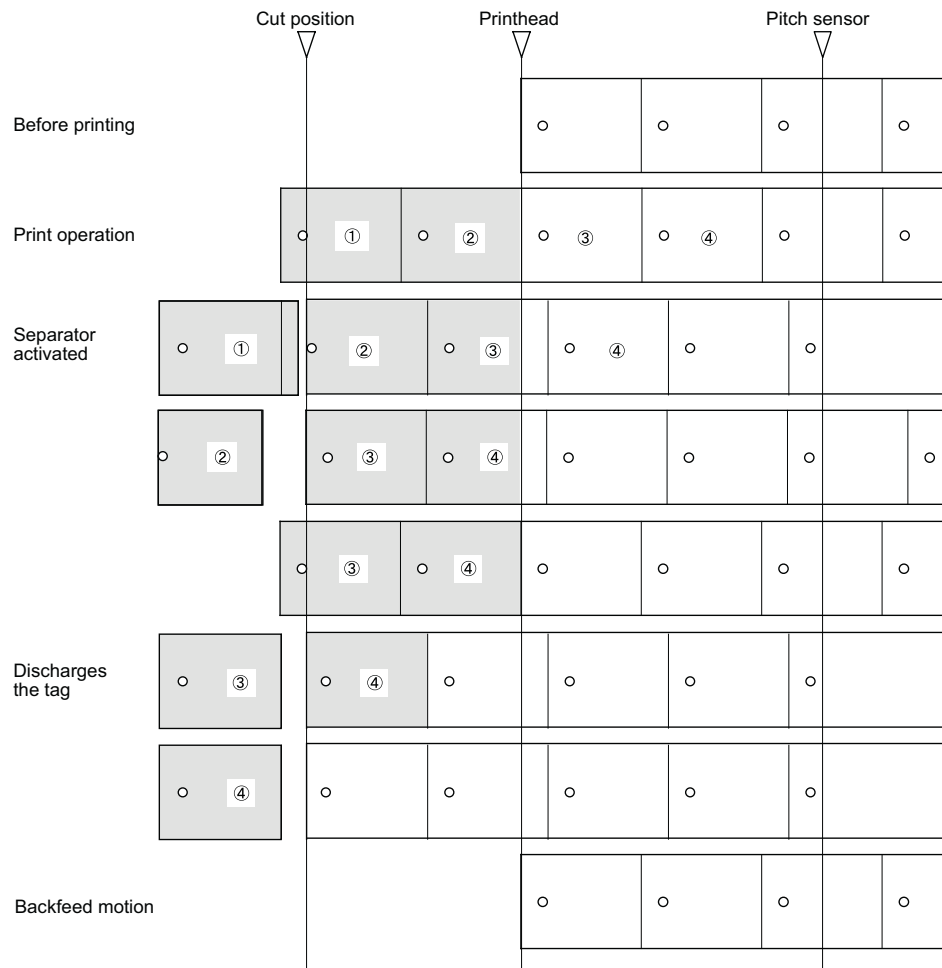 Cut position Printhead Pitch sensor
Before printing
Print operation ① ② ③ ④
Separator
activated
① ② ③ ④
② ③ ④
③ ④
Discharges
the tag
③ ④
④
Backfeed motion